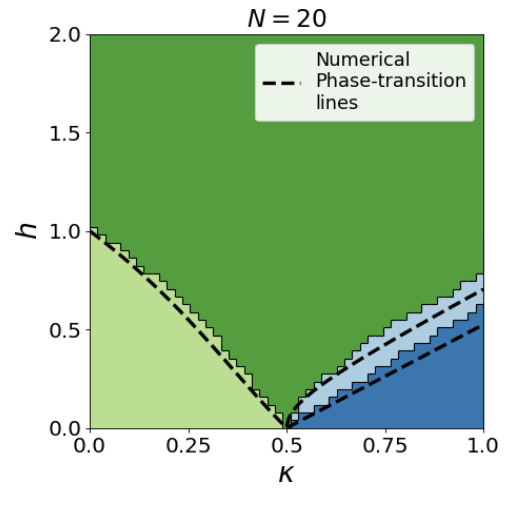 N = 20
2.0
1.5
1.0
0.5
0.0
h
Numerical
Phase-transition
lines
0.0 0.25 0.5 0.75 1.0
κ